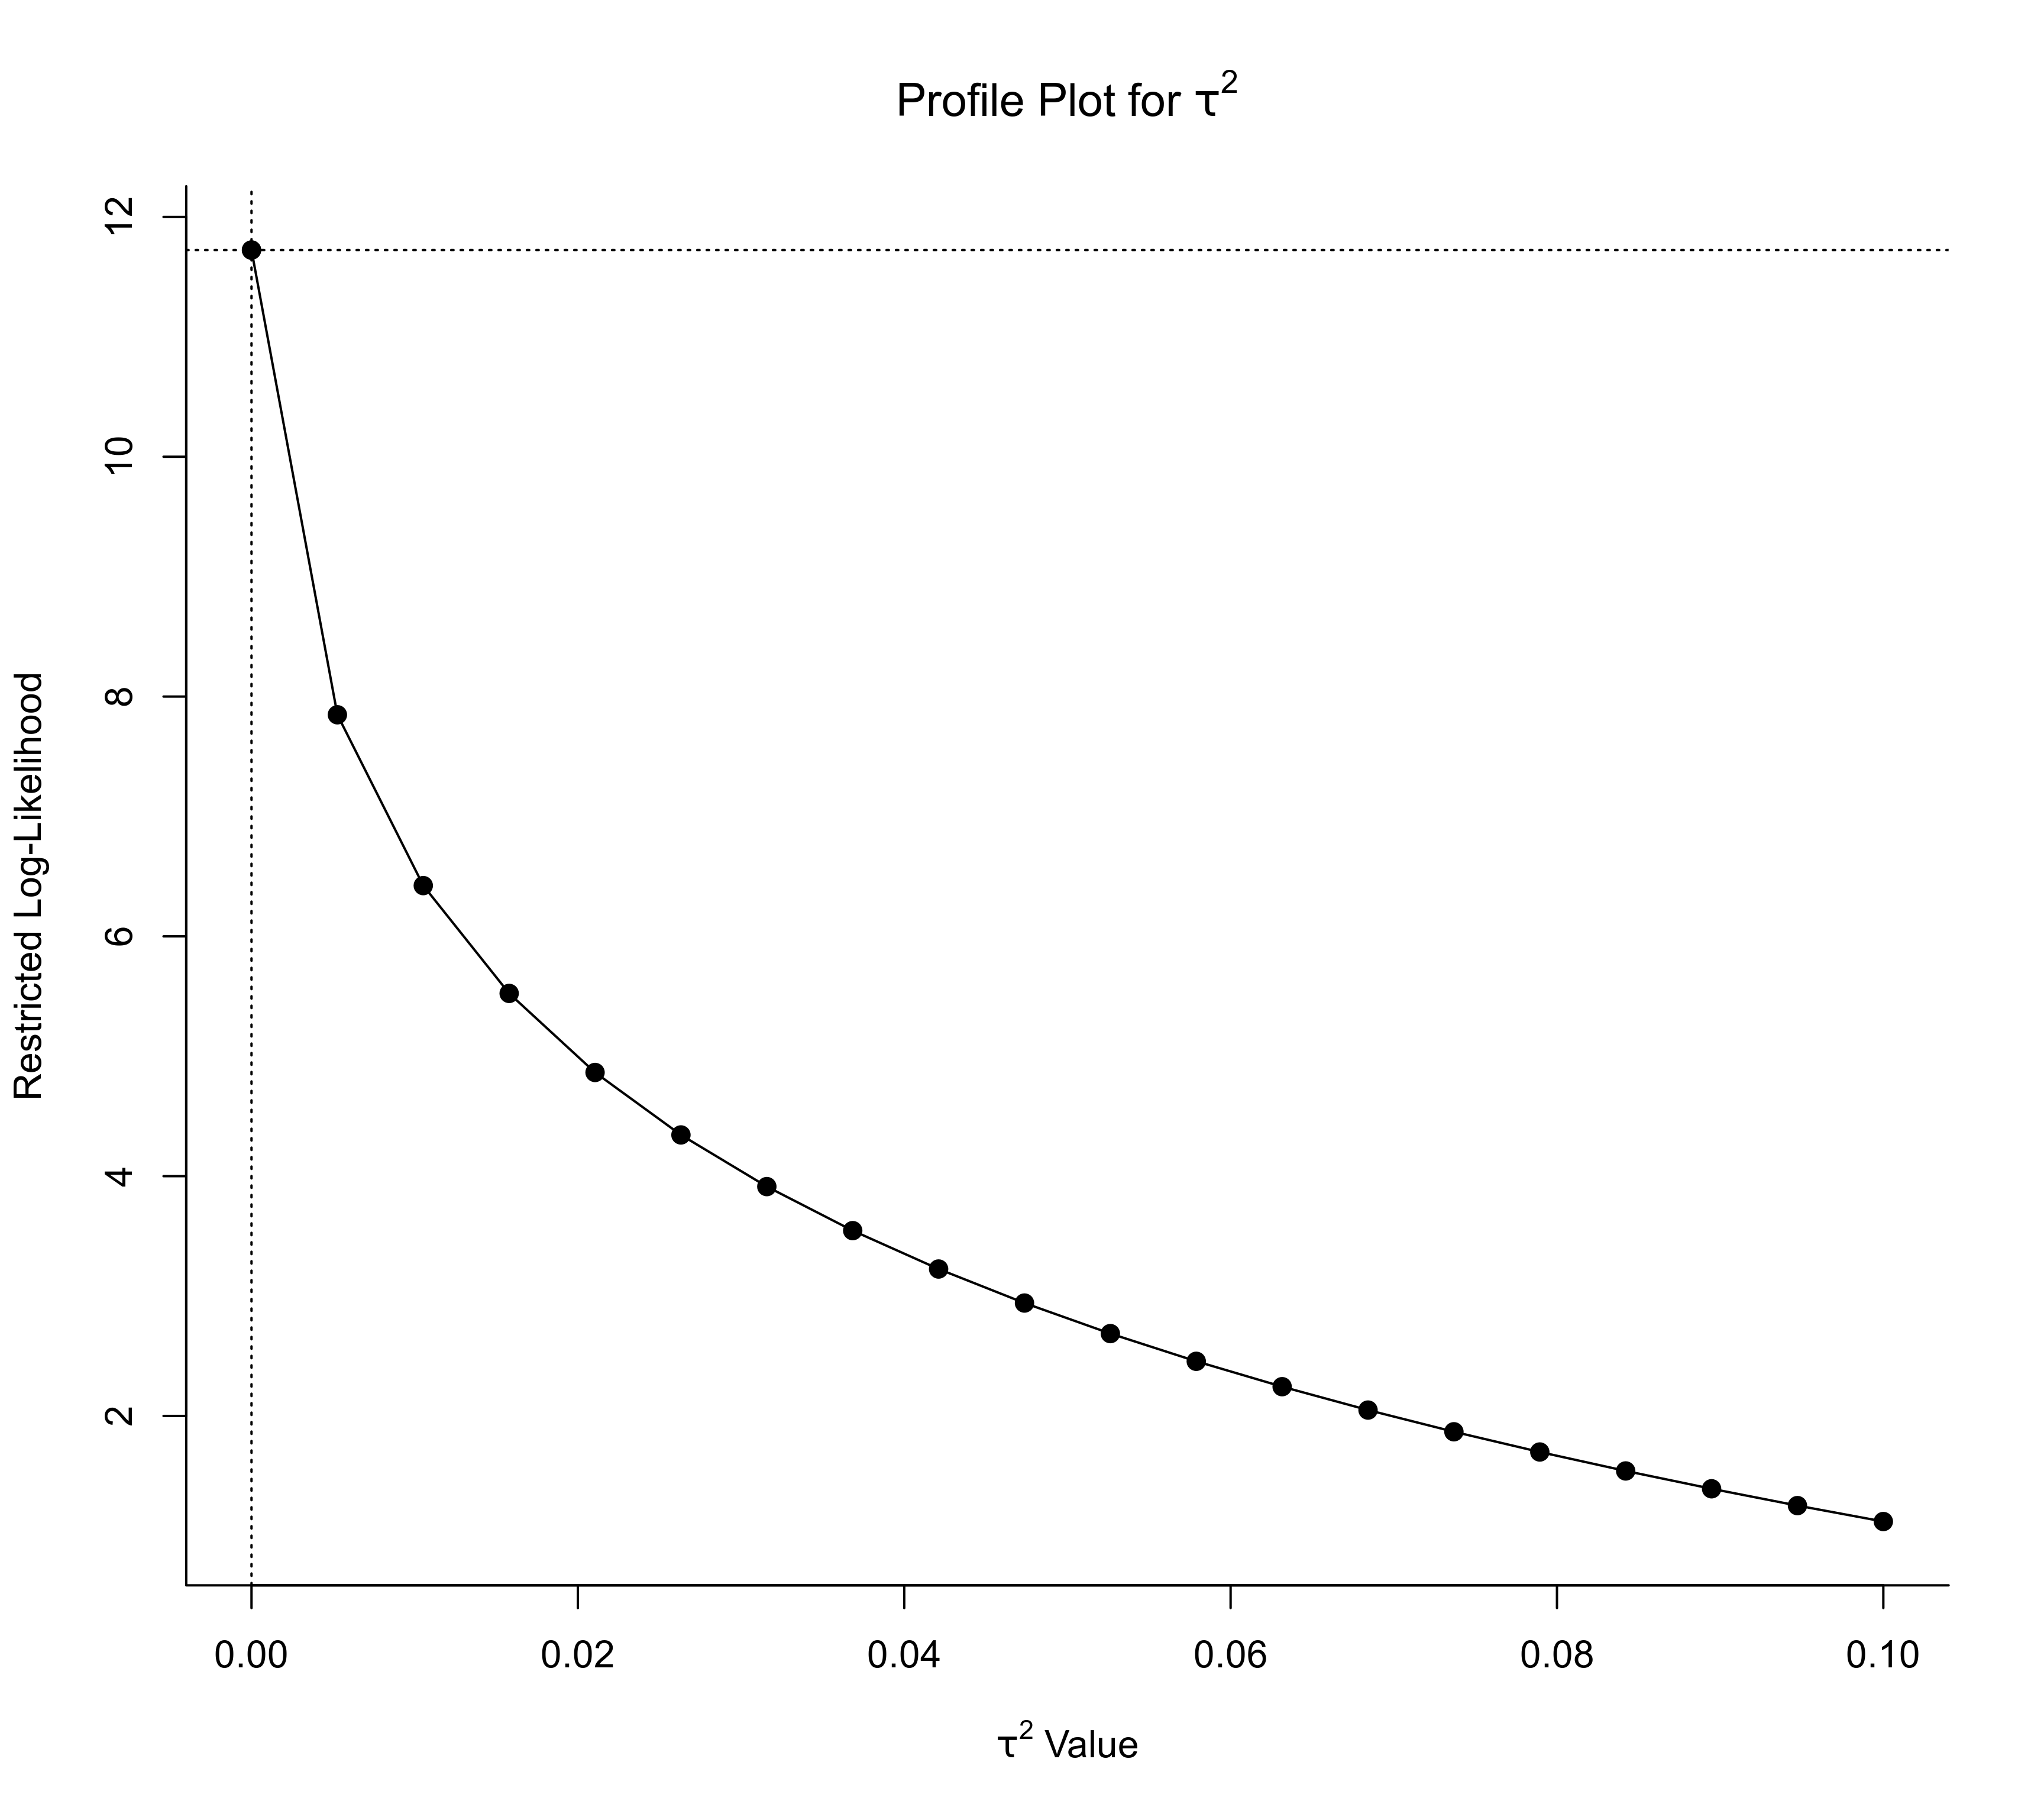 Profile Plot for τ²
Restricted Log-Likelihood
12
10
8
6
4
2
0.00 0.02 0.04 0.06 0.08 0.10
τ² Value